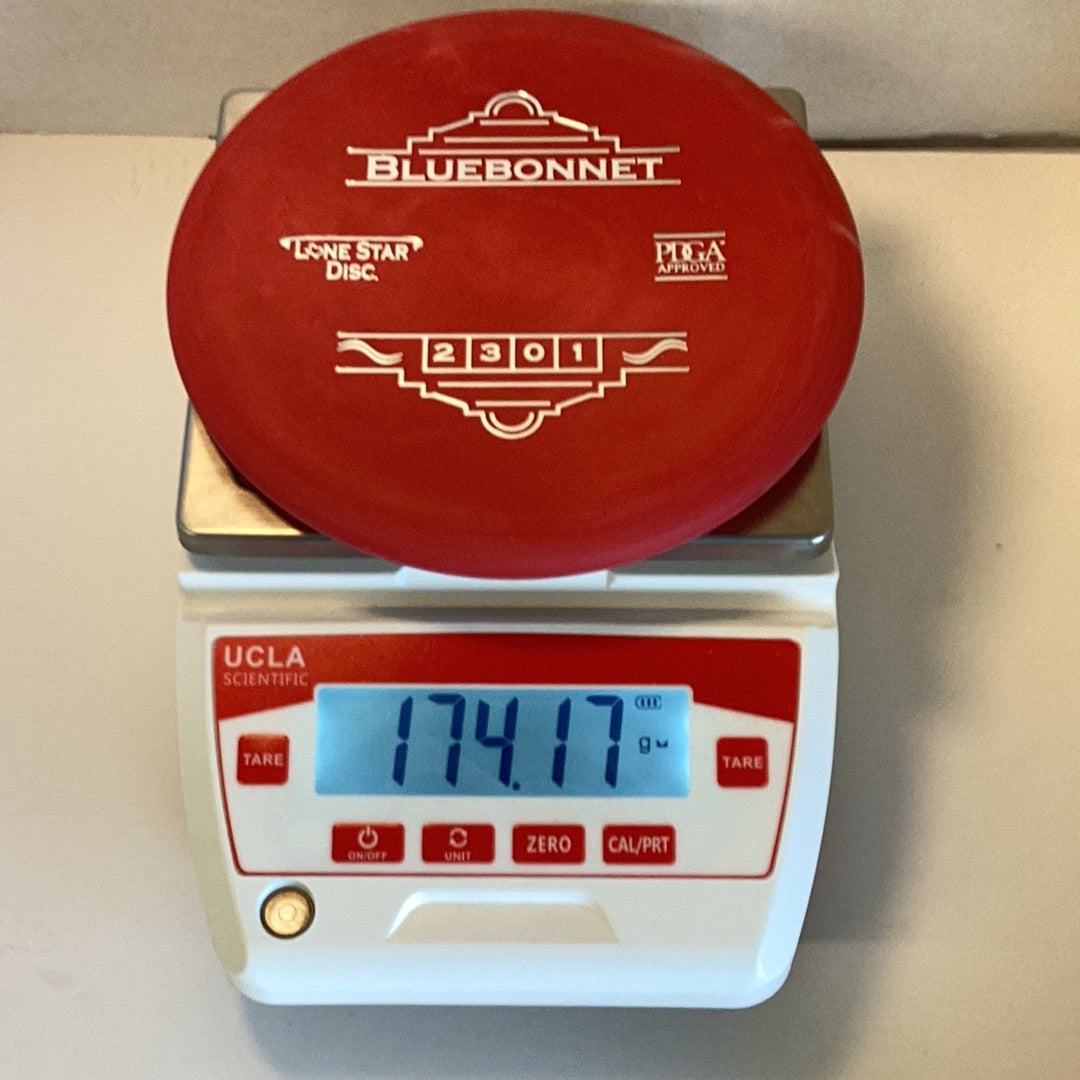 BLUEBONNET
LONE STAR
DISC.
PDGA
APPROVED
2 3 0 1
UCLA
SCIENTIFIC
174.17
g
TARE
TARE
ON/OFF
UNIT
ZERO
CAL/PRT